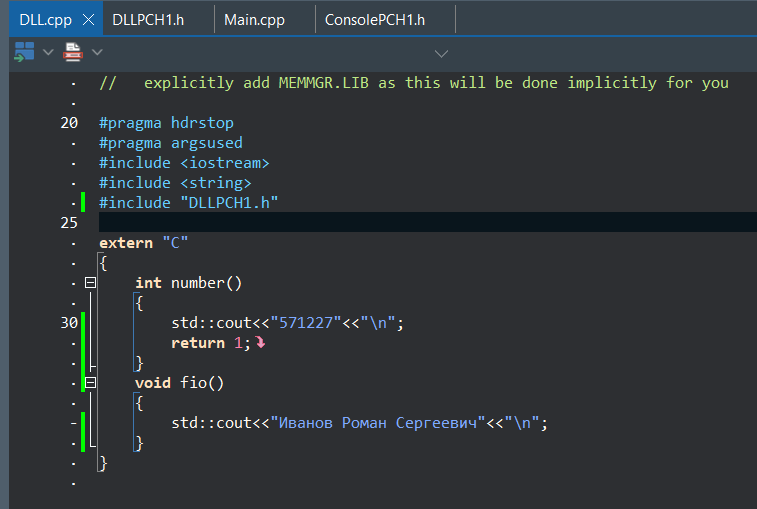 DLL.cpp DLLPCH1.h Main.cpp ConsolePCH1.h
// explicitly add MEMMGR.LIB as this will be done implicitly for you
20 #pragma hdrstop
#pragma argsused
#include <iostream>
#include <string>
#include "DLLPCH1.h"
25
extern "C"
{
int number()
{
30 std::cout<<"571227"<<"\n";
return 1;
}
void fio()
{
std::cout<<"Иванов Роман Сергеевич"<<"\n";
}
}